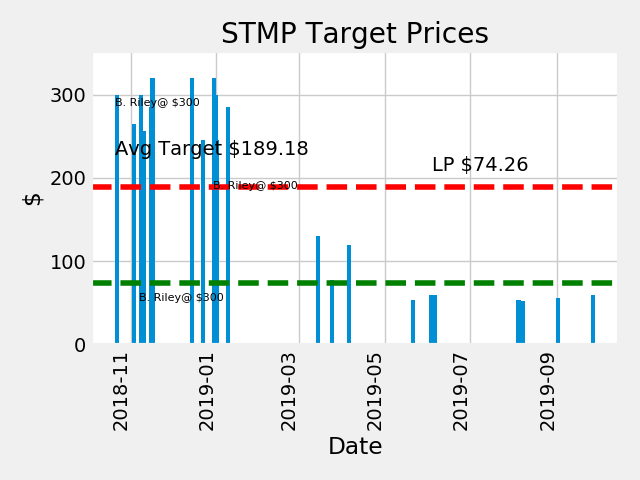 STMP Target Prices
300
B. Riley@ $300
Avg Target $189.18
LP $74.26
200
B. Riley@ $300
100
B. Riley@ $300
0
$
2018-11
2019-01
2019-03
2019-05
2019-07
2019-09
Date